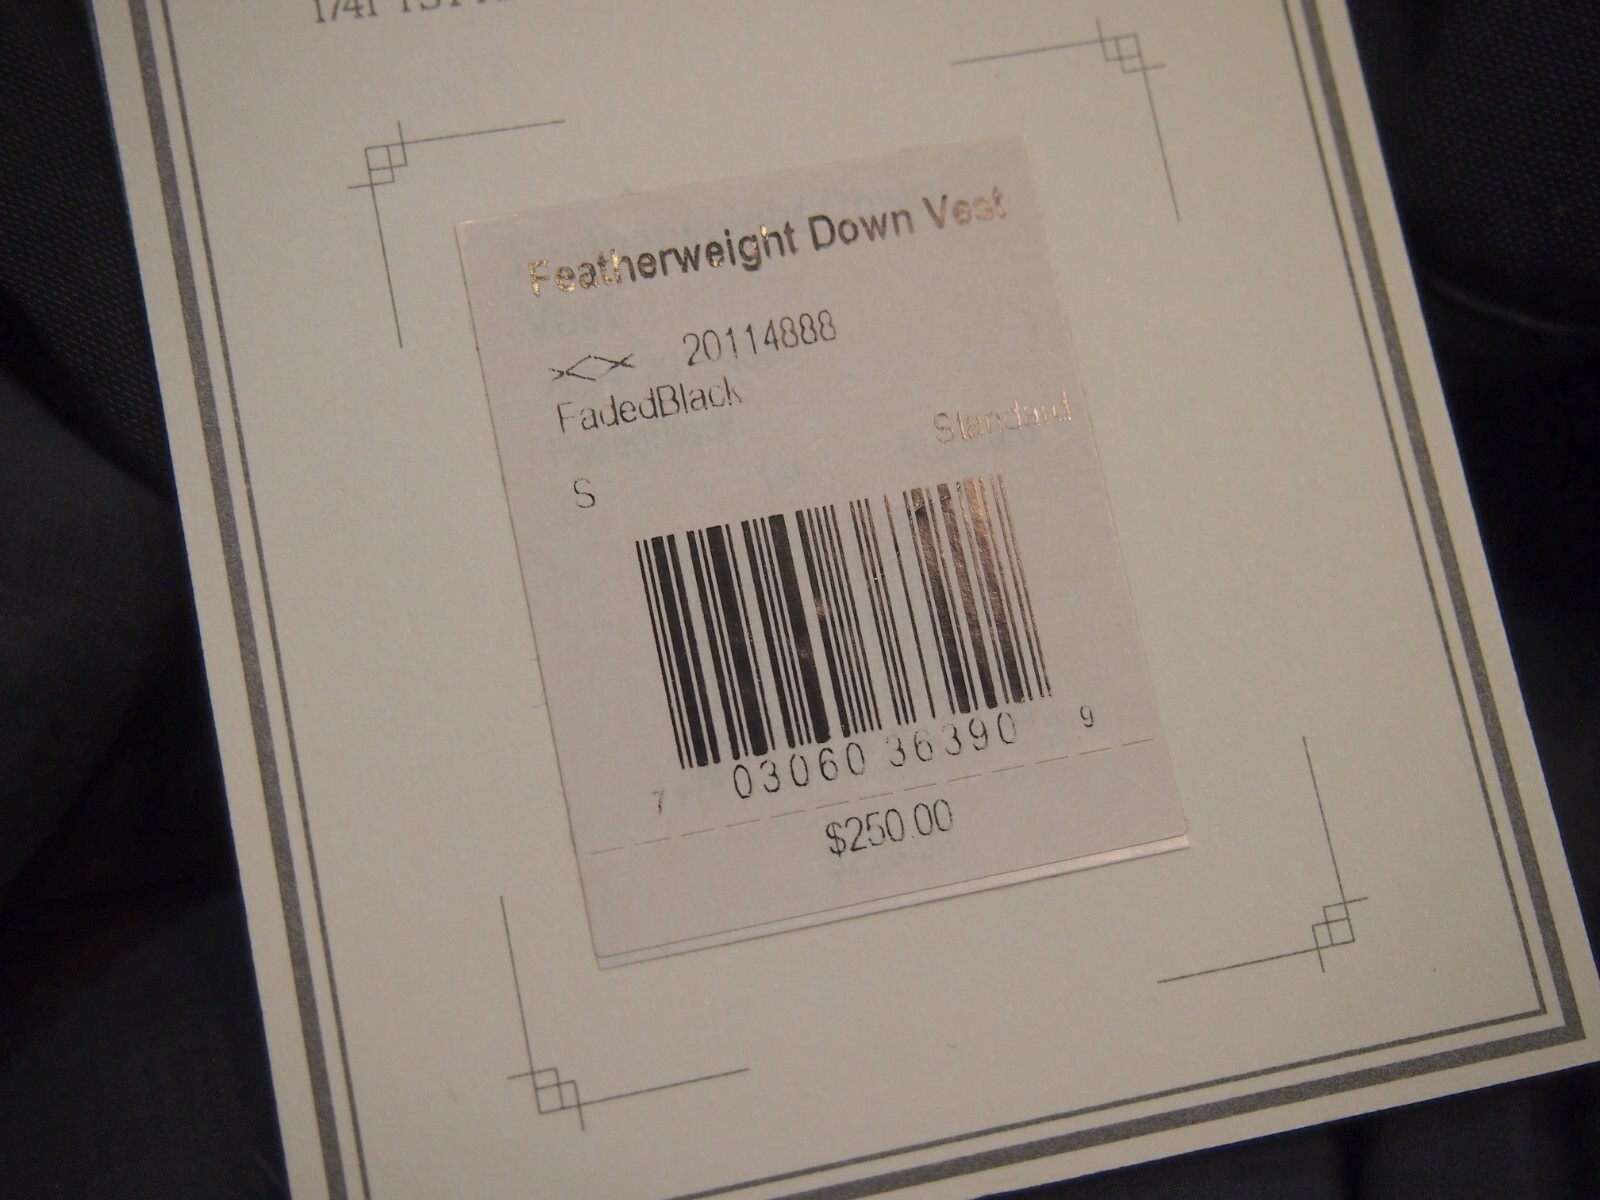 Featherweight Down Vest
20114888
FadedBlack
Standard
S
7 03060 36390 9
$250.00